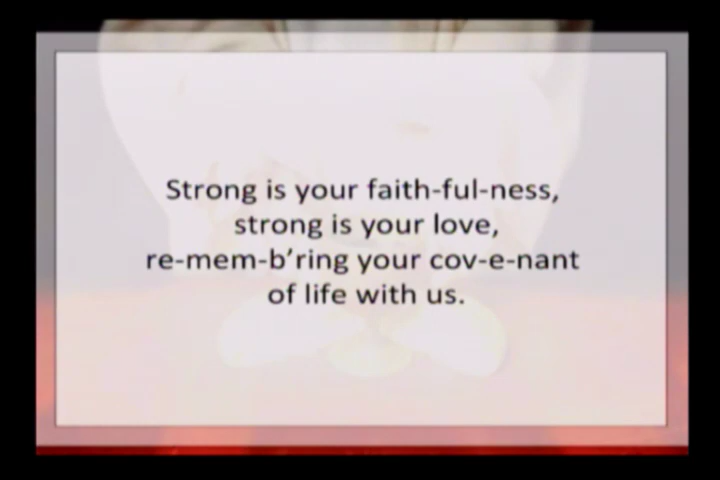 Strong is your faith-ful-ness,
strong is your love,
re-mem-b’ring your cov-e-nant
of life with us.